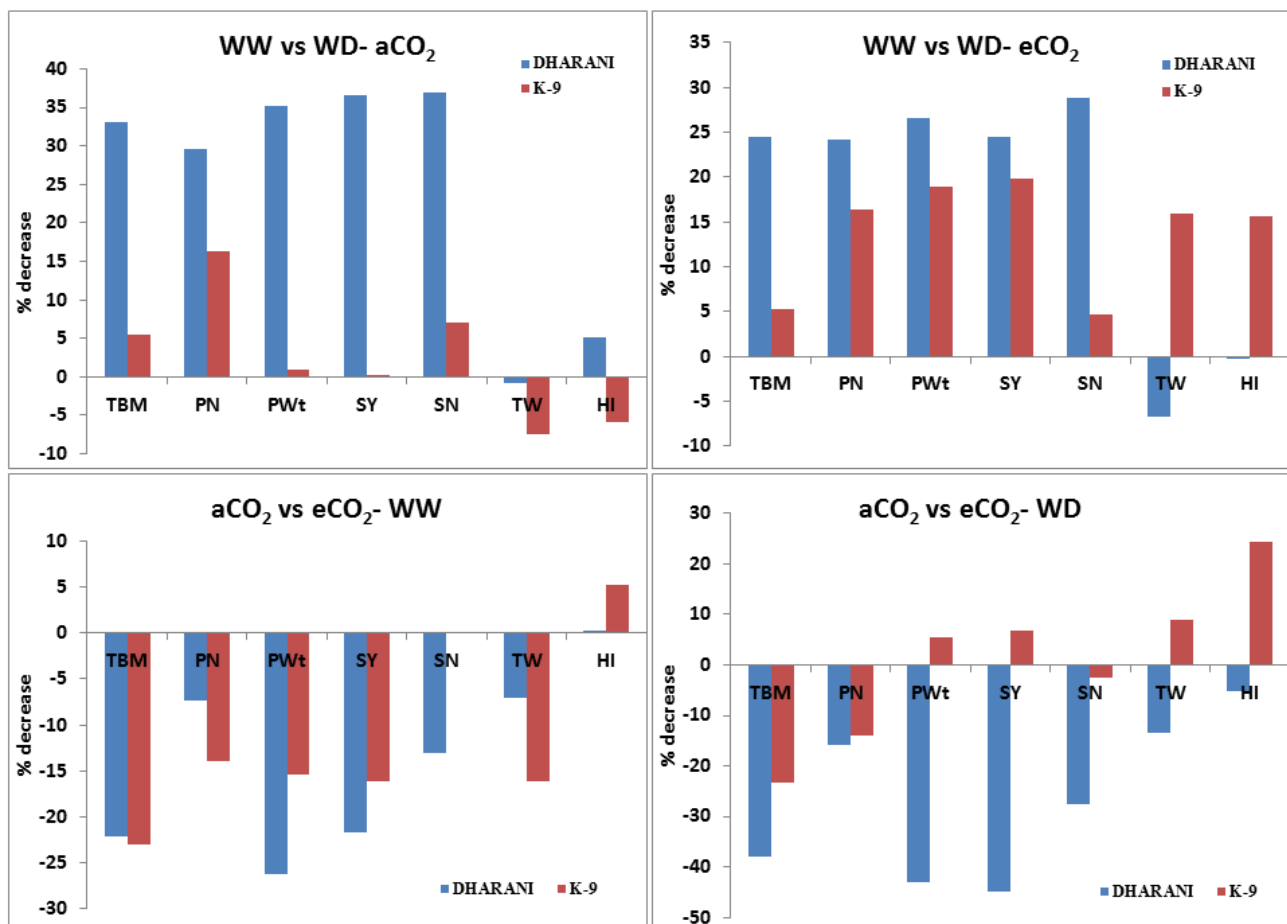 WW vs WD- aCO₂
DHARANI
K-9
% decrease
40
35
30
25
20
15
10
5
0
-5
-10
TBM PN PWt SY SN TW HI
WW vs WD- eCO₂
DHARANI
K-9
% decrease
35
30
25
20
15
10
5
0
-5
-10
TBM PN PWt SY SN TW HI
aCO₂ vs eCO₂- WW
% decrease
10
5
0
-5
-10
-15
-20
-25
-30
TBM PN PWt SY SN TW HI
DHARANI K-9
aCO₂ vs eCO₂- WD
% decrease
30
20
10
0
-10
-20
-30
-40
-50
TBM PN PWt SY SN TW HI
DHARANI K-9